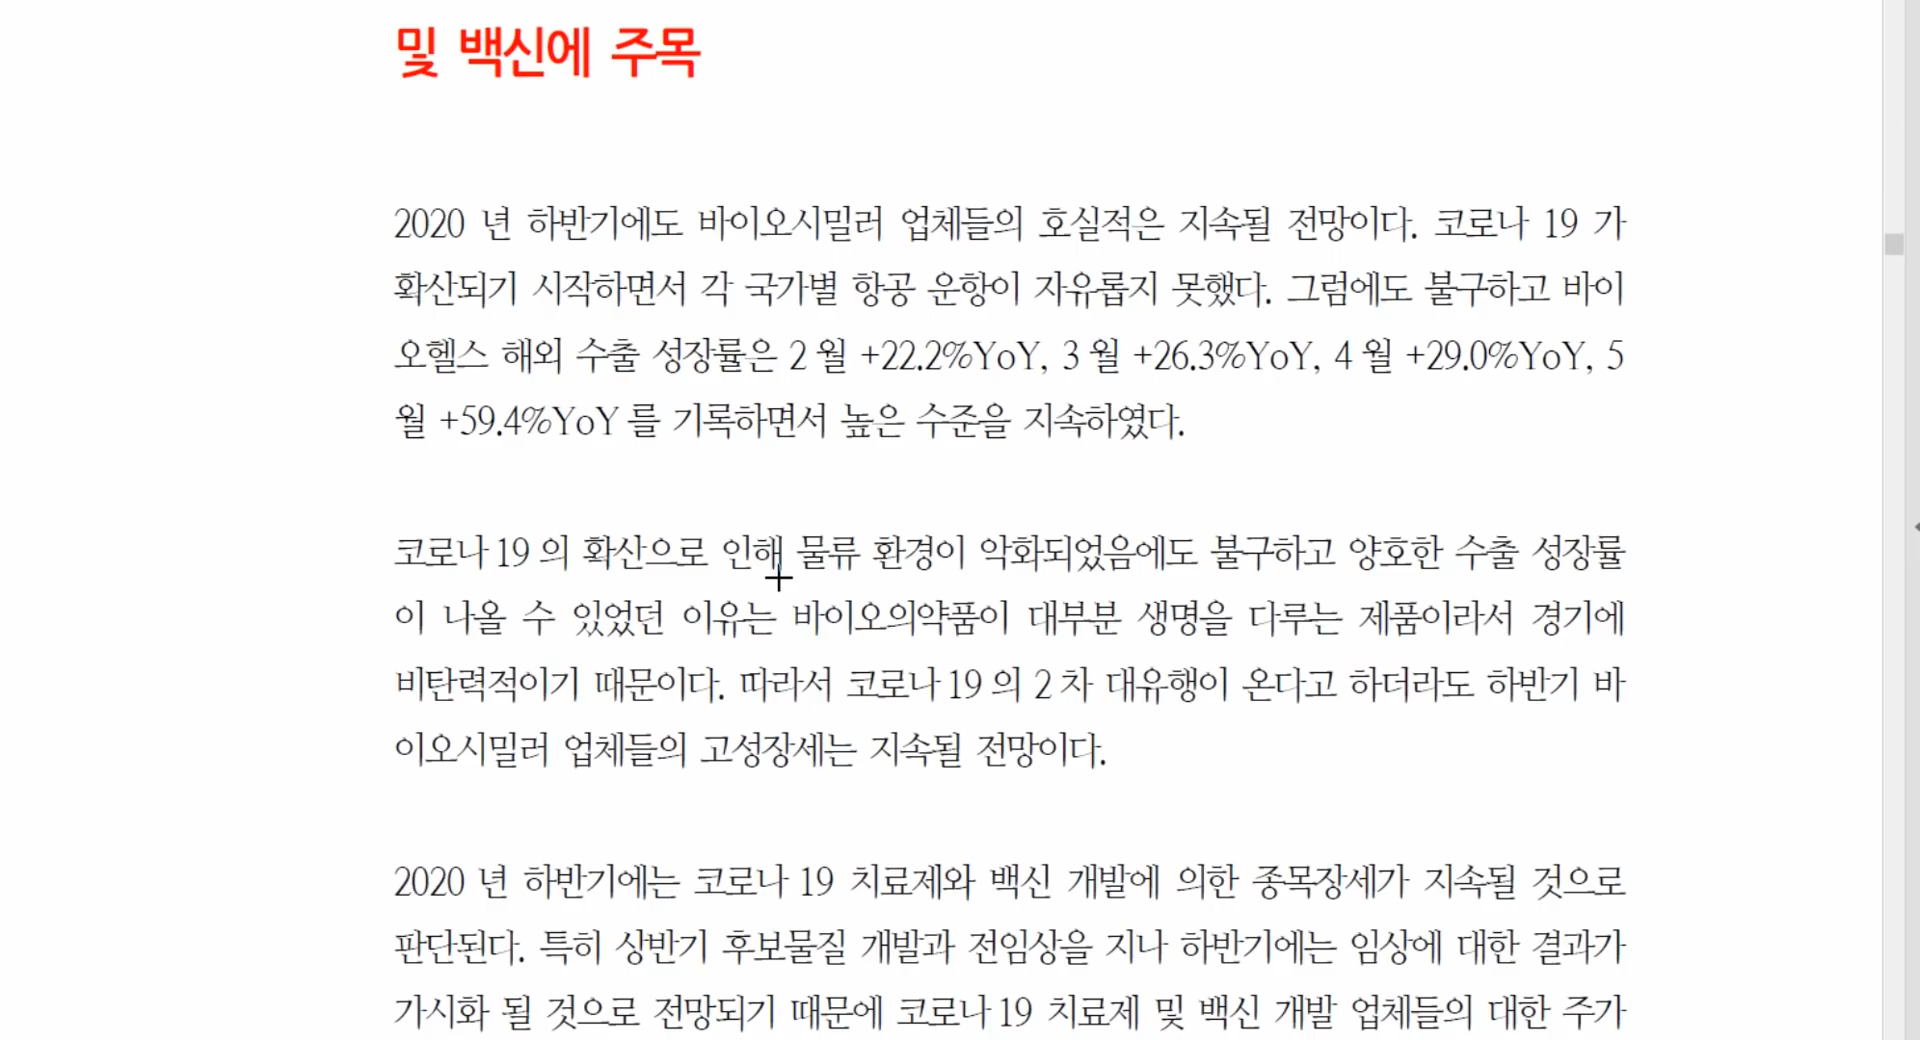 및 백신에 주목
2020 년 하반기에도 바이오시밀러 업체들의 호실적은 지속될 전망이다. 코로나 19 가
확산되기 시작하면서 각 국가별 항공 운항이 자유롭지 못했다. 그럼에도 불구하고 바이
오헬스 해외 수출 성장률은 2 월 +22.2%YoY, 3 월 +26.3%YoY, 4 월 +29.0%YoY, 5
월 +59.4%YoY 를 기록하면서 높은 수준을 지속하였다.
코로나 19 의 확산으로 인해 물류 환경이 악화되었음에도 불구하고 양호한 수출 성장률
이 나올 수 있었던 이유는 바이오의약품이 대부분 생명을 다루는 제품이라서 경기에
비탄력적이기 때문이다. 따라서 코로나 19 의 2 차 대유행이 온다고 하더라도 하반기 바
이오시밀러 업체들의 고성장세는 지속될 전망이다.
2020 년 하반기에는 코로나 19 치료제와 백신 개발에 의한 종목장세가 지속될 것으로
판단된다. 특히 상반기 후보물질 개발과 전임상을 지나 하반기에는 임상에 대한 결과가
가시화 될 것으로 전망되기 때문에 코로나 19 치료제 및 백신 개발 업체들의 대한 주가